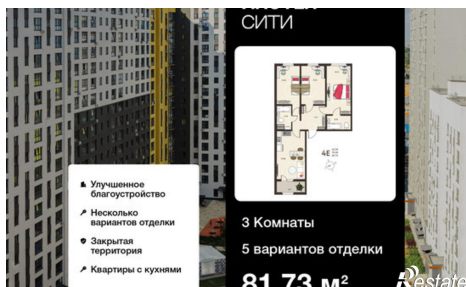 СИТИ
4Е
Улучшенное
благоустройство
Несколько
вариантов отделки
Закрытая
территория
Квартиры с кухнями
3 Комнаты
5 вариантов отделки
81.73 м²
Restate